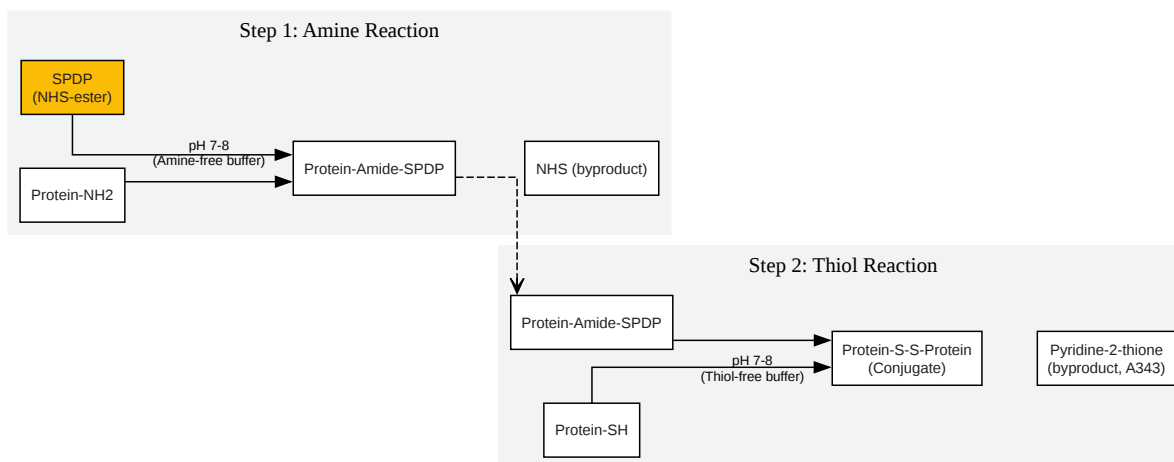 Step 1: Amine Reaction
SPDP
(NHS-ester)
pH 7-8
(Amine-free buffer)
Protein-NH2
Protein-Amide-SPDP
NHS (byproduct)
Step 2: Thiol Reaction
Protein-Amide-SPDP
pH 7-8
(Thiol-free buffer)
Protein-SH
Protein-S-S-Protein
(Conjugate)
Pyridine-2-thione
(byproduct, A343)